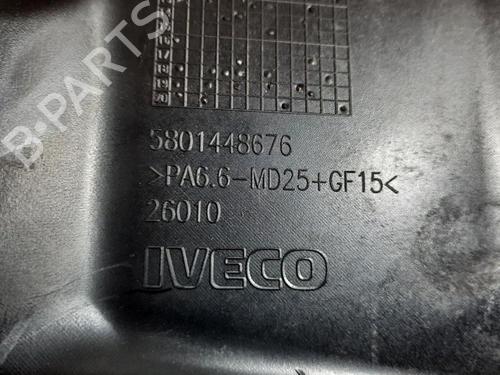 B-PARTS
5801448676
>PA6.6-MD25+GF15<
26010
IVECO